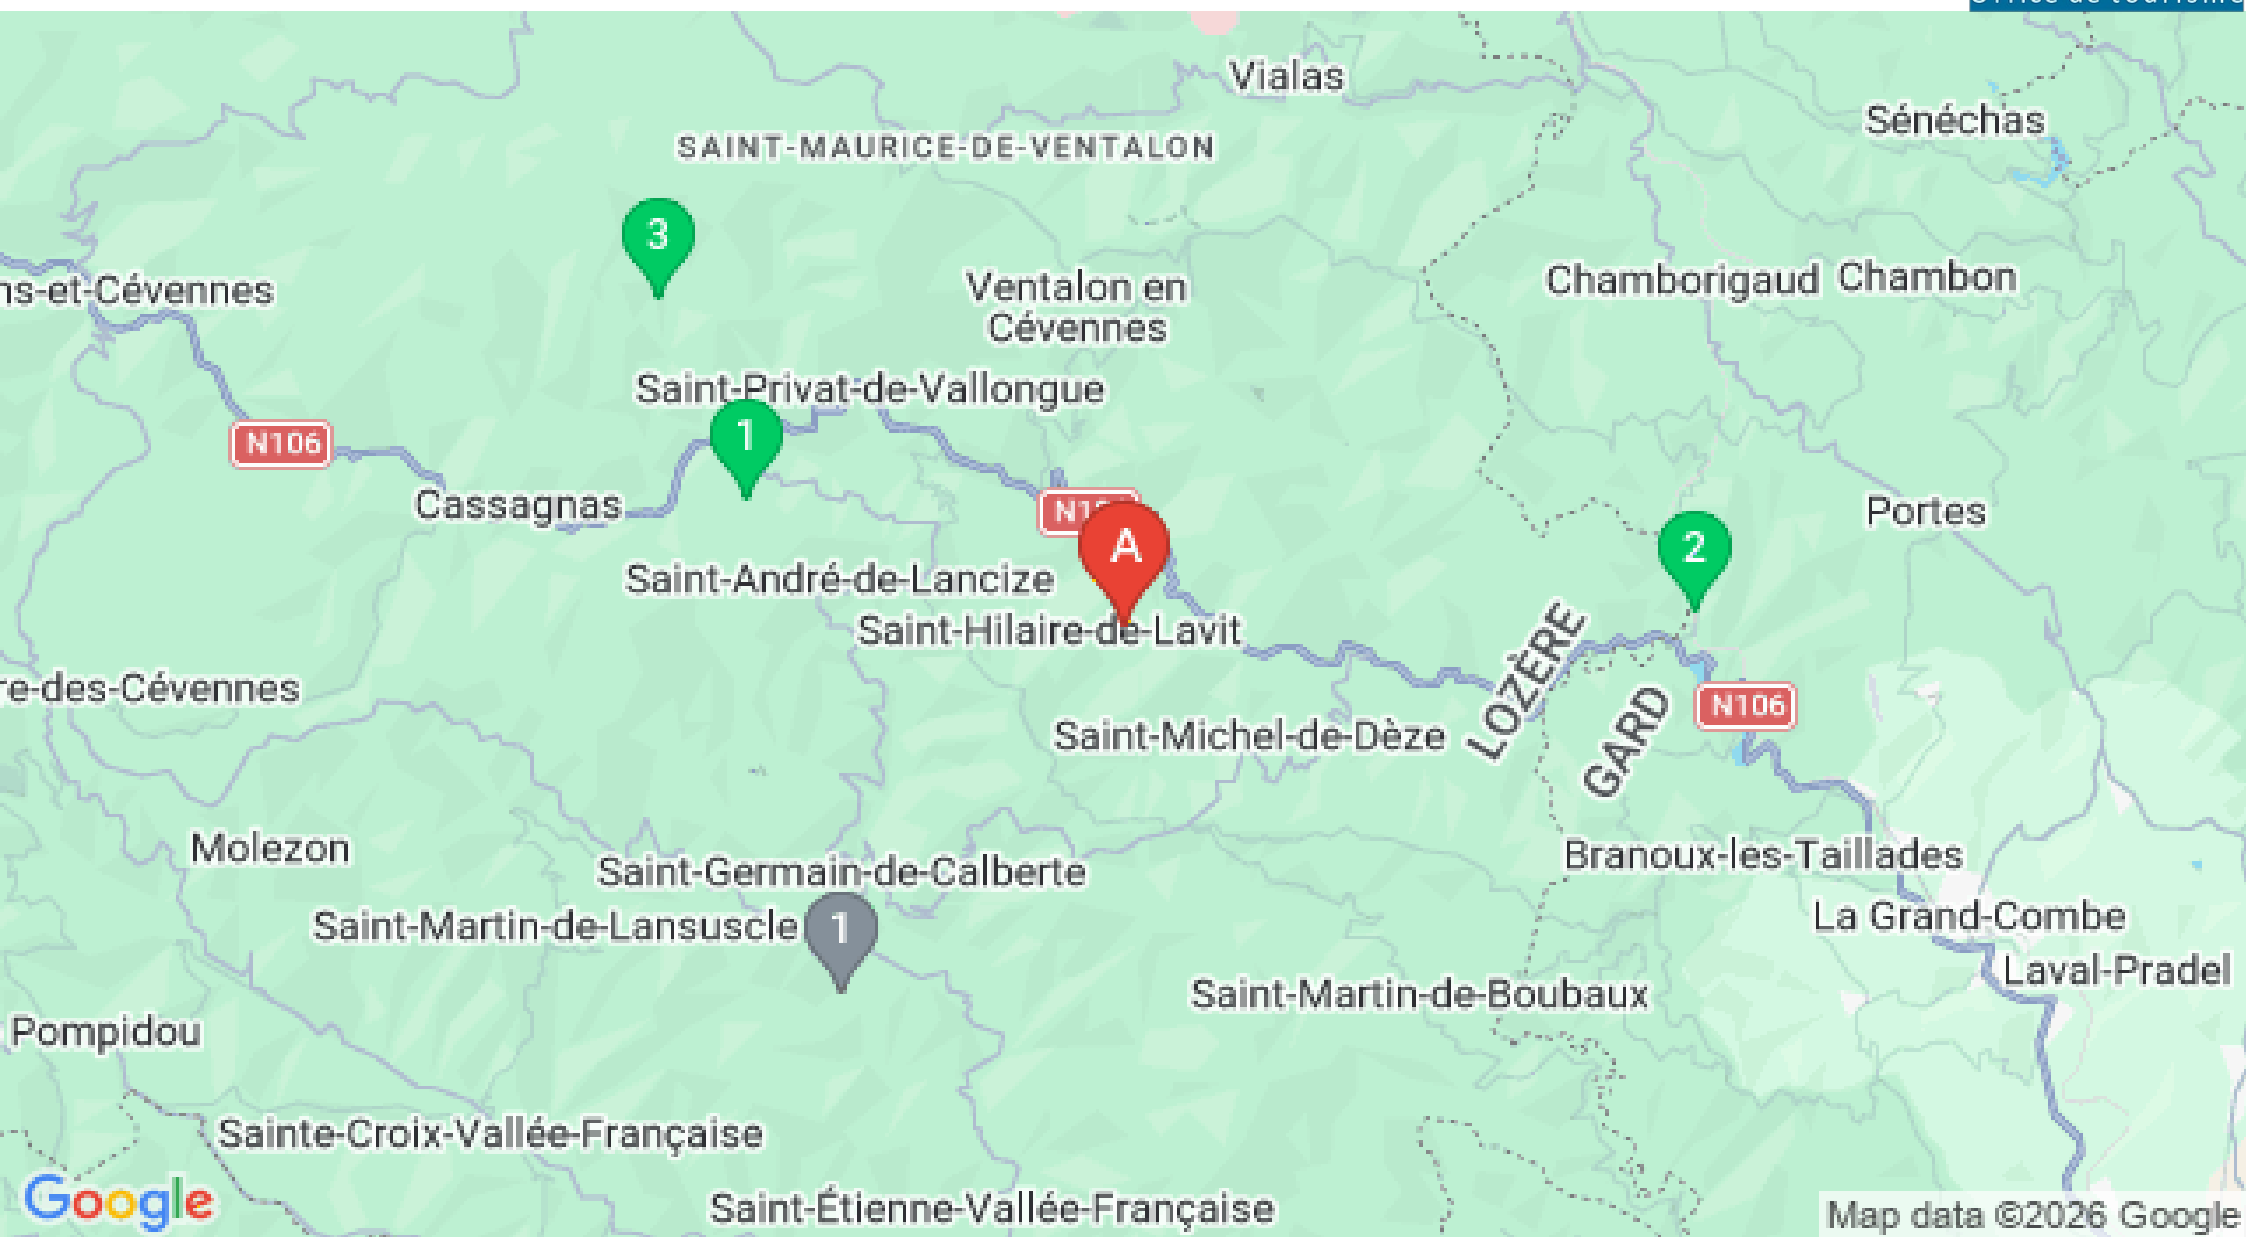 Office de tourisme
Vialas
Sénéchas
SAINT-MAURICE-DE-VENTALON
3
ns-et-Cévennes
Ventalon en
Cévennes
Chamborigaud
Chambon
Saint-Privat-de-Vallongue
1
N106
Cassagnas
N10
A
Portes
2
Saint-André-de-Lancize
Saint-Hilaire-de-Lavit
re-des-Cévennes
LOZÈRE
GARD
N106
Saint-Michel-de-Dèze
Molezon
Saint-Germain-de-Calberte
Branoux-les-Taillades
Saint-Martin-de-Lansuscle
1
La Grand-Combe
Laval-Pradel
Saint-Martin-de-Boubaux
Pompidou
Sainte-Croix-Vallée-Française
Google
Saint-Étienne-Vallée-Française
Map data ©2026 Google